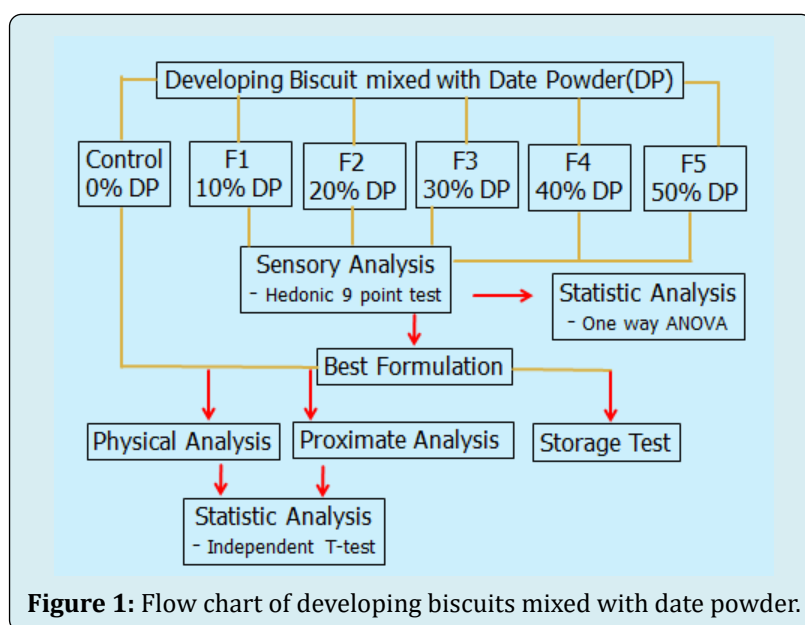 Developing Biscuit mixed with Date Powder(DP)
Control
0% DP
F1
10% DP
F2
20% DP
F3
30% DP
F4
40% DP
F5
50% DP
Sensory Analysis
- Hedonic 9 point test
Statistic Analysis
- One way ANOVA
Best Formulation
Physical Analysis
Proximate Analysis
Storage Test
Statistic Analysis
- Independent T-test
Figure 1: Flow chart of developing biscuits mixed with date powder.